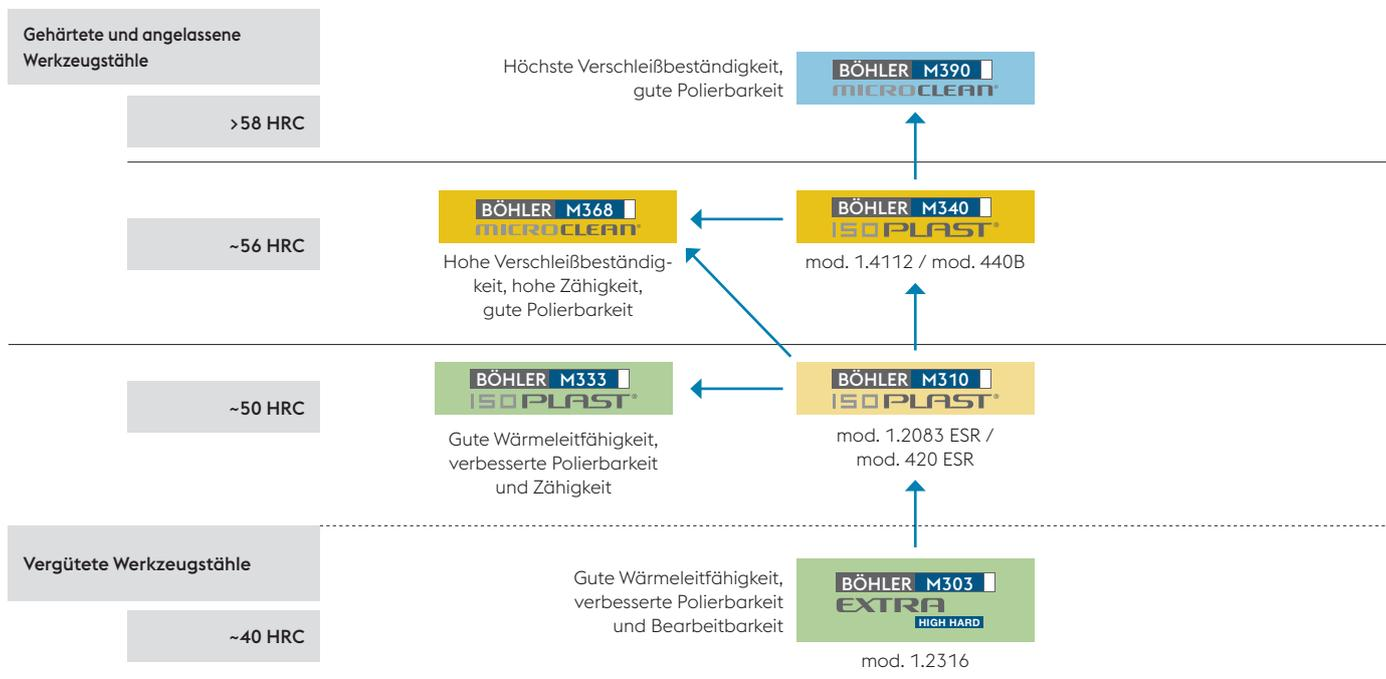 Gehärtete und angelassene
Werkzeugstähle
Höchste Verschleißbeständigkeit,
gute Polierbarkeit
BÖHLER M390
MICROCLEAN®
>58 HRC
BÖHLER M368
MICROCLEAN®
BÖHLER M340
ISOPLAST®
~56 HRC
Hohe Verschleißbeständig-
keit, hohe Zähigkeit,
gute Polierbarkeit
mod. 1.4112 / mod. 440B
BÖHLER M333
ISOPLAST®
BÖHLER M310
ISOPLAST®
~50 HRC
Gute Wärmeleitfähigkeit,
verbesserte Polierbarkeit
und Zähigkeit
mod. 1.2083 ESR /
mod. 420 ESR
Vergütete Werkzeugstähle
Gute Wärmeleitfähigkeit,
verbesserte Polierbarkeit
und Bearbeitbarkeit
BÖHLER M303
EXTRA
HIGH HARD
~40 HRC
mod. 1.2316